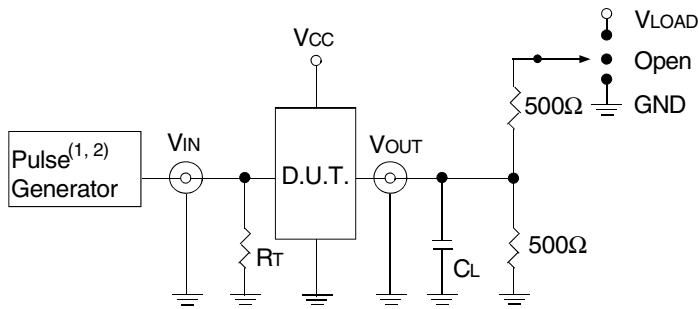 VLOAD
VCC
Open
500Ω
GND
VIN
VOUT
Pulse(1, 2)
Generator
D.U.T.
RT
CL
500Ω